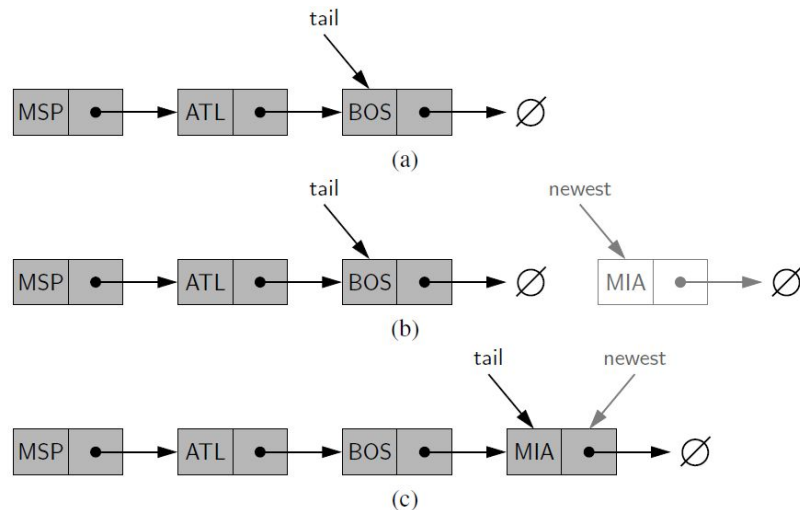 tail
MSP ATL BOS ∅
(a)
tail newest
MSP ATL BOS ∅ MIA ∅
(b)
tail newest
MSP ATL BOS MIA ∅
(c)